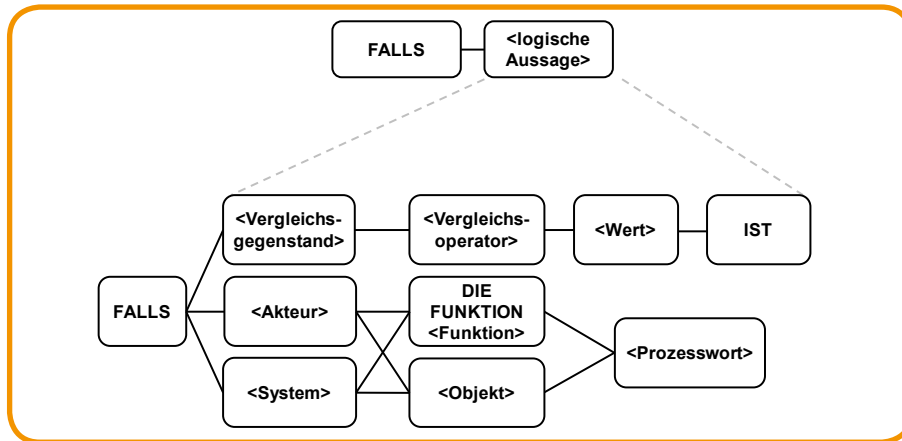 FALLS
<logische
Aussage>
<Vergleichs-
gegenstand>
<Vergleichs-
operator>
<Wert>
IST
FALLS
<Akteur>
DIE
FUNKTION
<Funktion>
<Prozesswort>
<System>
<Objekt>